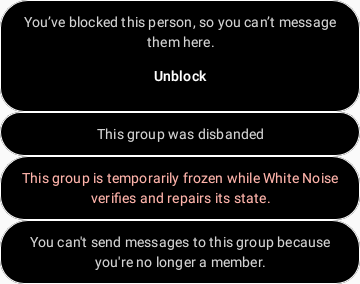 You’ve blocked this person, so you can’t message
them here.
Unblock
This group was disbanded
This group is temporarily frozen while White Noise
verifies and repairs its state.
You can't send messages to this group because
you're no longer a member.